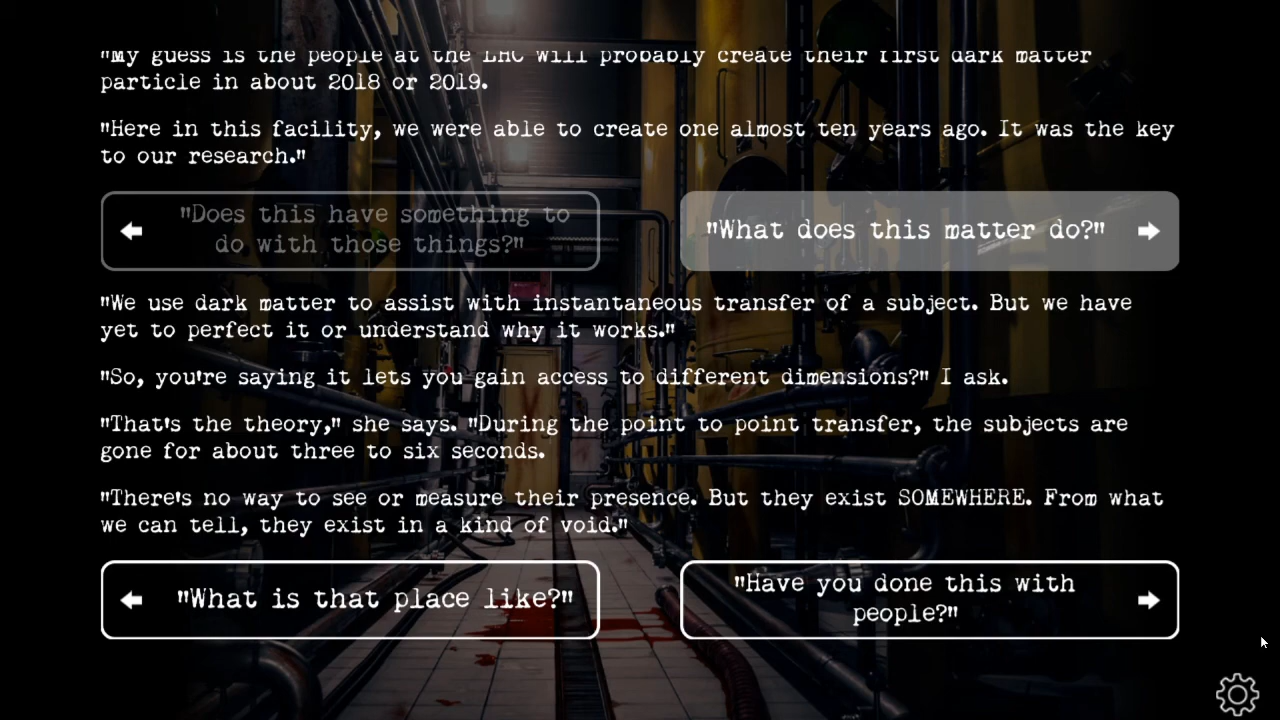 "My guess is the people at the LHC will probably create their first dark matter
particle in about 2018 or 2019.
"Here in this facility, we were able to create one almost ten years ago. It was the key
to our research."
"Does this have something to
do with those things?"
"What does this matter do?"
"We use dark matter to assist with instantaneous transfer of a subject. But we have
yet to perfect it or understand why it works."
"So, you're saying it lets you gain access to different dimensions?" I ask.
"That's the theory," she says. "During the point to point transfer, the subjects are
gone for about three to six seconds.
"There's no way to see or measure their presence. But they exist SOMEWHERE. From what
we can tell, they exist in a kind of void."
"What is that place like?"
"Have you done this with
people?"